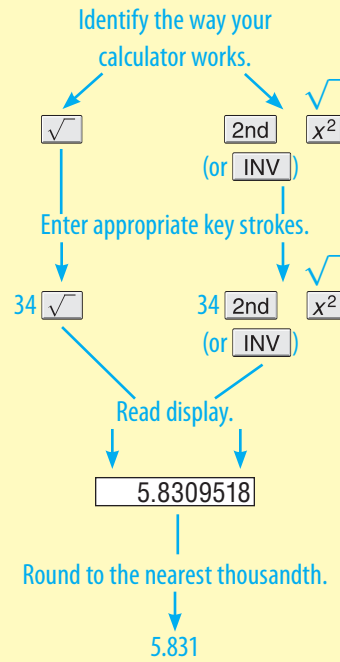 Identify the way your
calculator works.
√
√ 2nd x²
(or INV)
Enter appropriate key strokes.
34 √
√
34 2nd x²
(or INV)
Read display.
5.8309518
Round to the nearest thousandth.
5.831